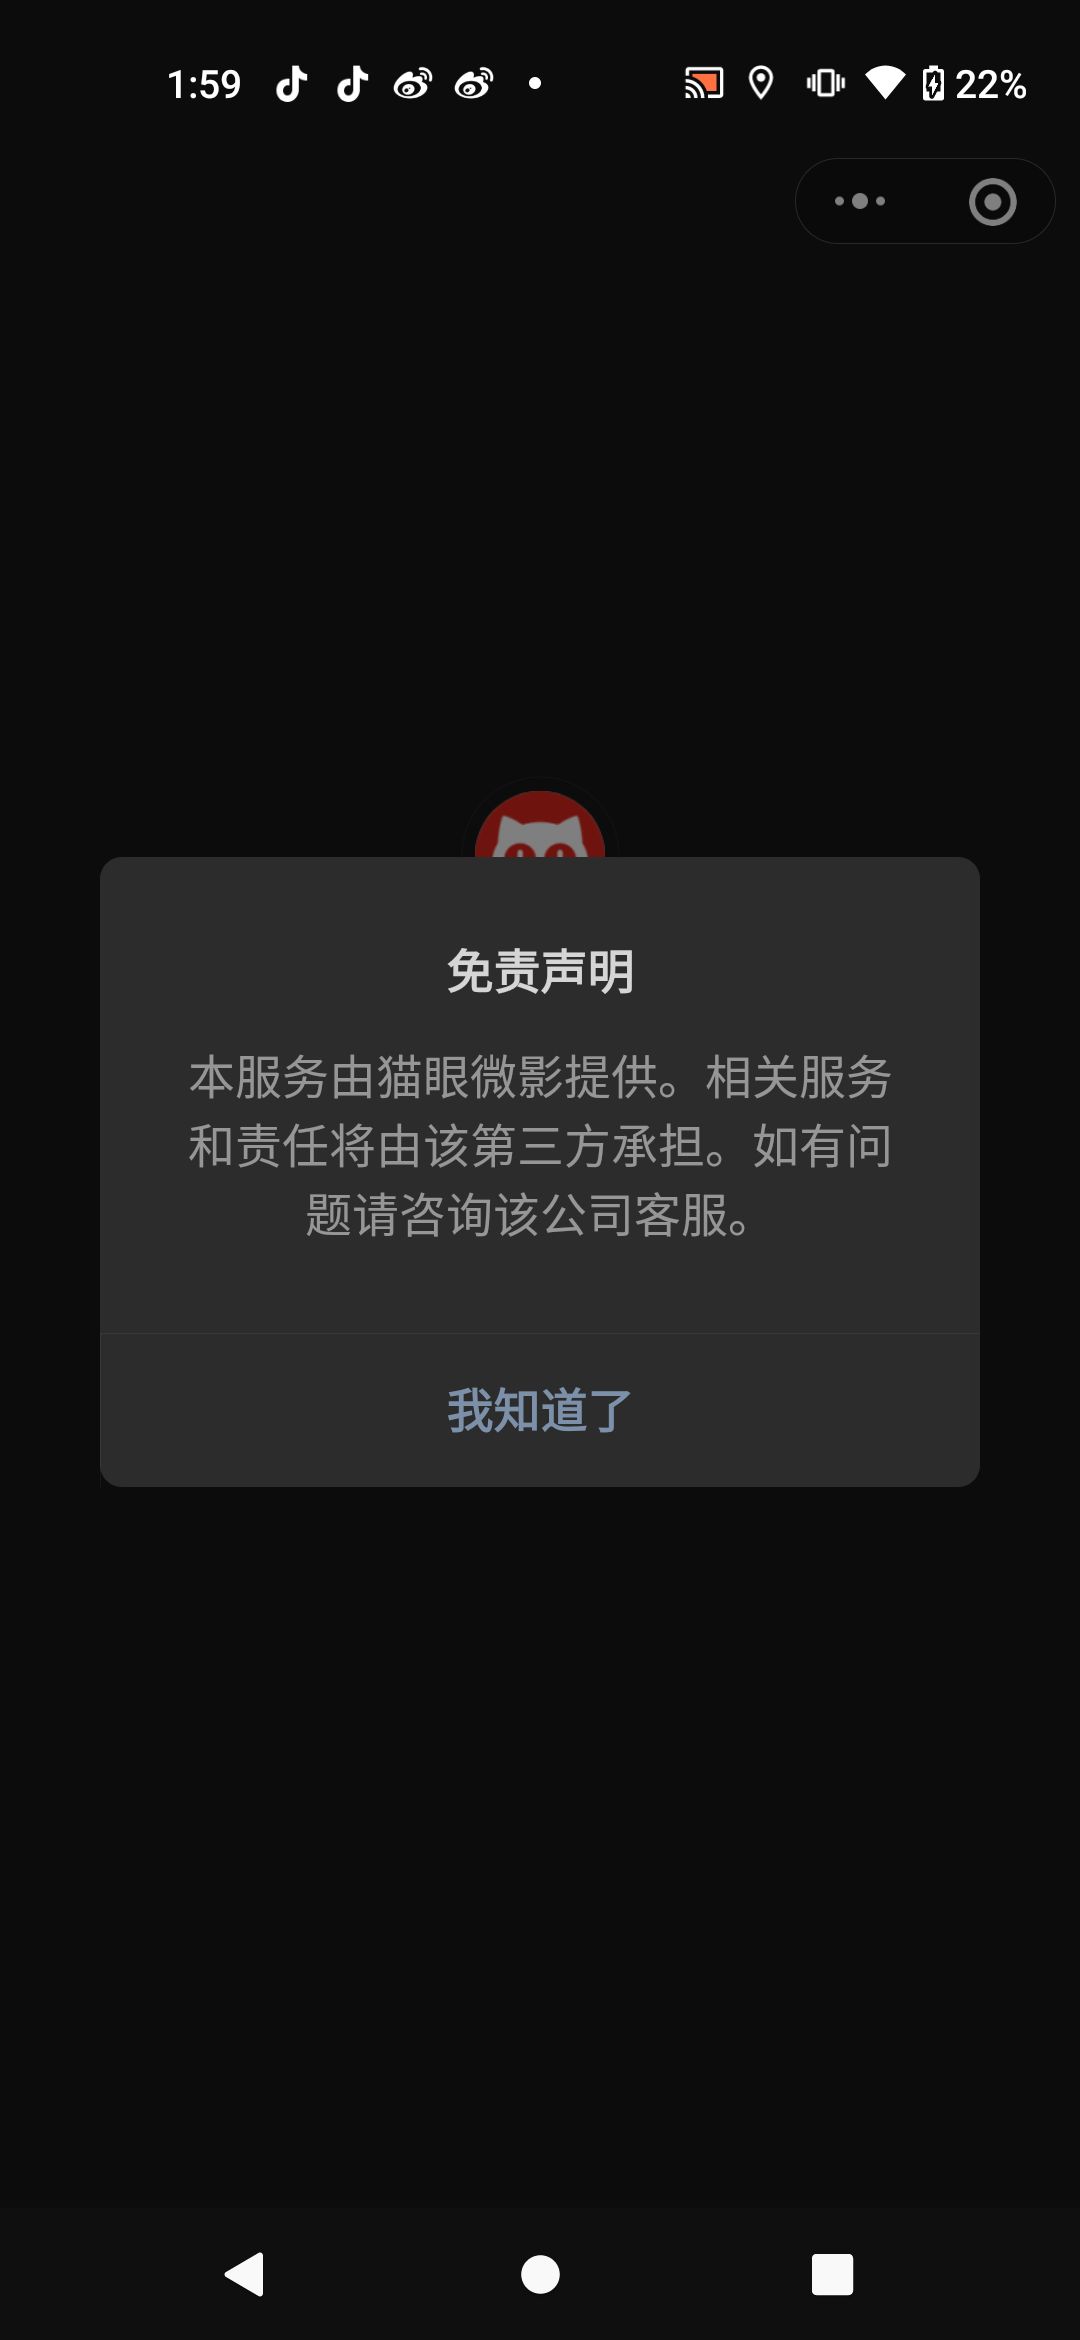 1:59
22%
免责声明
本服务由猫眼微影提供。相关服务
和责任将由该第三方承担。如有问
题请咨询该公司客服。
我知道了